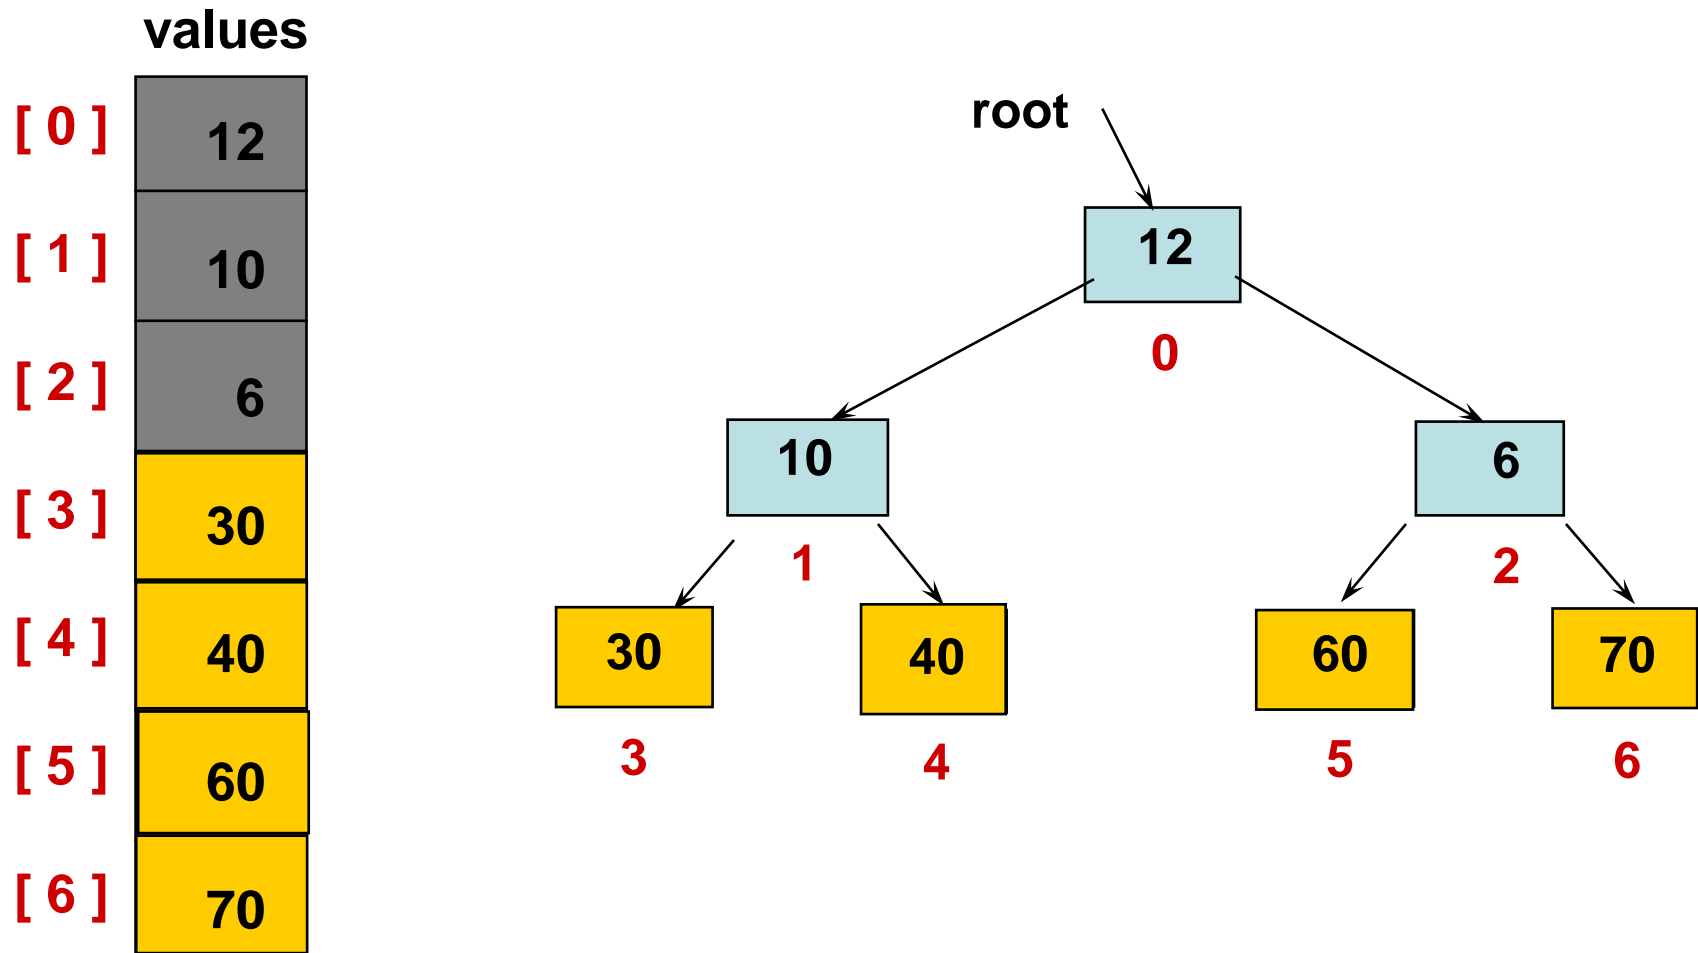 values
[ 0 ] 12
[ 1 ] 10
[ 2 ] 6
[ 3 ] 30
[ 4 ] 40
[ 5 ] 60
[ 6 ] 70
root
12
0
10 6
1 2
30 40 60 70
3 4 5 6